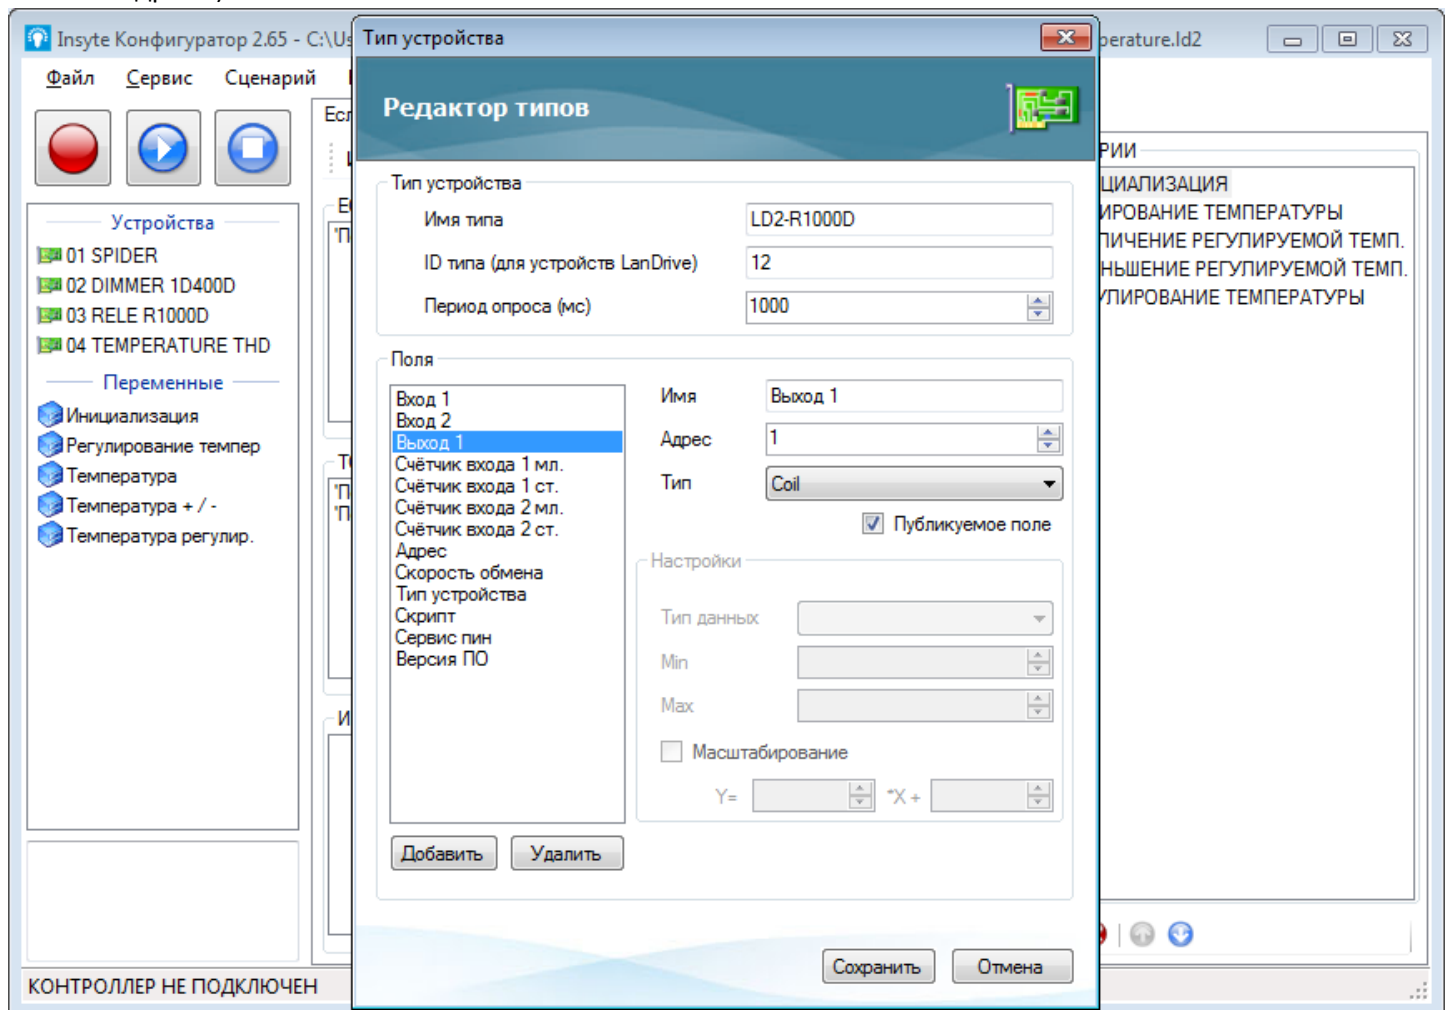 Insyte Конфигуратор 2.65 - C:\Us
perature.ld2
Файл Сервис Сценарий
Тип устройства
Редактор типов
Устройства
01 SPIDER
02 DIMMER 1D400D
03 RELE R1000D
04 TEMPERATURE THD
Переменные
Инициализация
Регулирование темпер
Температура
Температура + / -
Температура регулир.
Тип устройства
Имя типа
LD2-R1000D
ID типа (для устройств LanDrive)
12
Период опроса (мс)
1000
Поля
Вход 1
Вход 2
Выход 1
Счётчик входа 1 мл.
Счётчик входа 1 ст.
Счётчик входа 2 мл.
Счётчик входа 2 ст.
Адрес
Скорость обмена
Тип устройства
Скрипт
Сервис пин
Версия ПО
Имя
Выход 1
Адрес
1
Тип
Coil
Публикуемое поле
Настройки
Тип данных
Min
Max
Масштабирование
Y= *X +
Добавить Удалить
Сохранить Отмена
РИИ
ЦИАЛИЗАЦИЯ
ИРОВАНИЕ ТЕМПЕРАТУРЫ
ЛИЧЕНИЕ РЕГУЛИРУЕМОЙ ТЕМП.
НЬШЕНИЕ РЕГУЛИРУЕМОЙ ТЕМП.
УЛИРОВАНИЕ ТЕМПЕРАТУРЫ
КОНТРОЛЛЕР НЕ ПОДКЛЮЧЕН